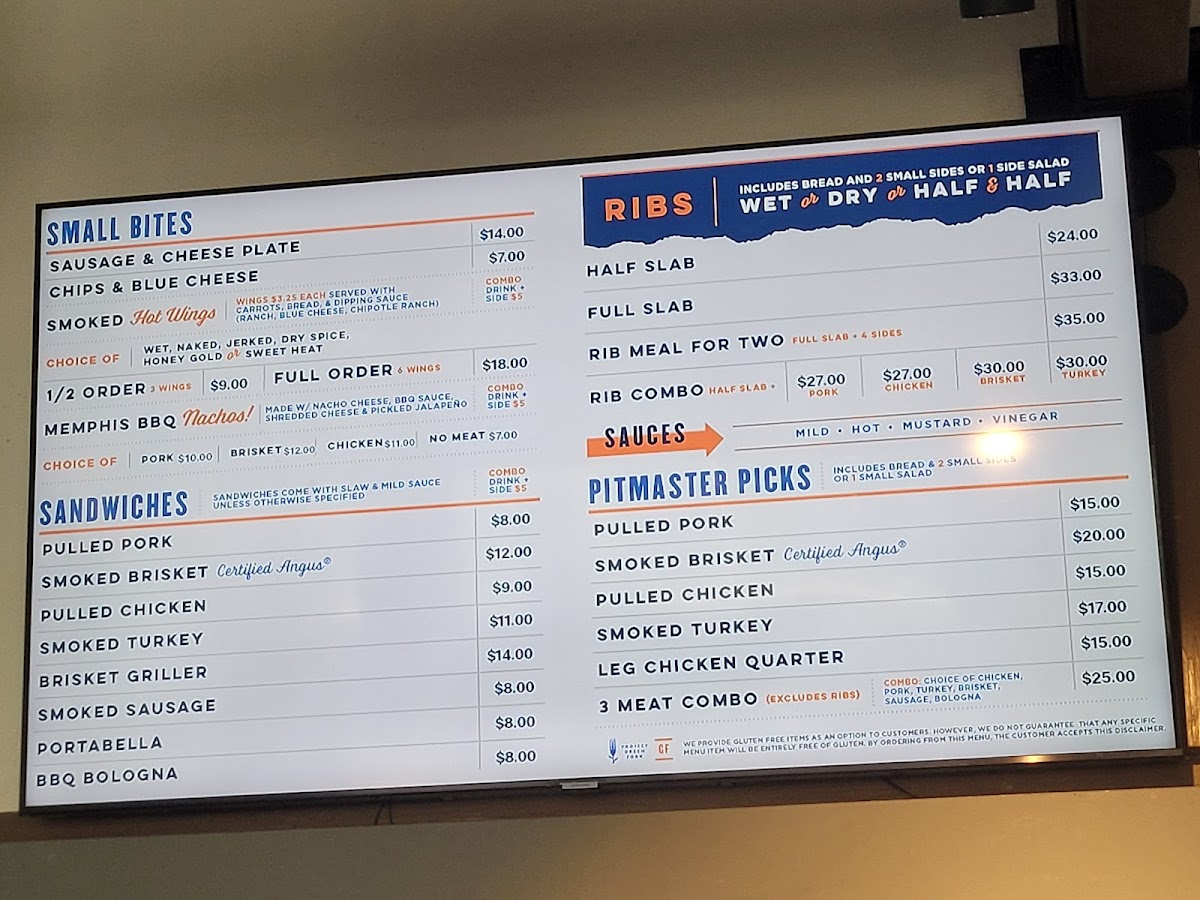 SMALL BITES
SAUSAGE & CHEESE PLATE $14.00
CHIPS & BLUE CHEESE $7.00
SMOKED Hot Wings
WINGS $3.25 EACH SERVED WITH
CARROTS, BREAD, & DIPPING SAUCE
(RANCH, BLUE CHEESE, CHIPOTLE RANCH)
COMBO
DRINK +
SIDE $5
CHOICE OF
WET, NAKED, JERKED, DRY SPICE,
HONEY GOLD or SWEET HEAT
1/2 ORDER 3 WINGS $9.00 FULL ORDER 6 WINGS $18.00
MEMPHIS BBQ Nachos!
MADE W/ NACHO CHEESE, BBQ SAUCE,
SHREDDED CHEESE & PICKLED JALAPEÑO
COMBO
DRINK +
SIDE $5
CHOICE OF PORK $10.00 BRISKET $12.00 CHICKEN $11.00 NO MEAT $7.00
SANDWICHES
SANDWICHES COME WITH SLAW & MILD SAUCE
UNLESS OTHERWISE SPECIFIED
COMBO
DRINK +
SIDE $5
PULLED PORK $8.00
SMOKED BRISKET Certified Angus® $12.00
PULLED CHICKEN $9.00
SMOKED TURKEY $11.00
BRISKET GRILLER $14.00
SMOKED SAUSAGE $8.00
PORTABELLA $8.00
BBQ BOLOGNA $8.00
RIBS
INCLUDES BREAD AND 2 SMALL SIDES OR 1 SIDE SALAD
WET or DRY or HALF & HALF
HALF SLAB $24.00
FULL SLAB $33.00
RIB MEAL FOR TWO FULL SLAB + 4 SIDES $35.00
RIB COMBO HALF SLAB + $27.00 PORK $27.00 CHICKEN $30.00 BRISKET $30.00 TURKEY
SAUCES MILD • HOT • MUSTARD • VINEGAR
PITMASTER PICKS
INCLUDES BREAD & 2 SMALL SIDES
OR 1 SMALL SALAD
PULLED PORK $15.00
SMOKED BRISKET Certified Angus® $20.00
PULLED CHICKEN $15.00
SMOKED TURKEY $17.00
LEG CHICKEN QUARTER $15.00
3 MEAT COMBO (EXCLUDES RIBS) $25.00
COMBO: CHOICE OF CHICKEN,
PORK, TURKEY, BRISKET,
SAUSAGE, BOLOGNA
PROJECT
GF
WE PROVIDE GLUTEN FREE ITEMS AS AN OPTION TO CUSTOMERS. HOWEVER, WE DO NOT GUARANTEE THAT ANY SPECIFIC
MENU ITEM WILL BE ENTIRELY FREE OF GLUTEN. BY ORDERING FROM THIS MENU, THE CUSTOMER ACCEPTS THIS DISCLAIMER.